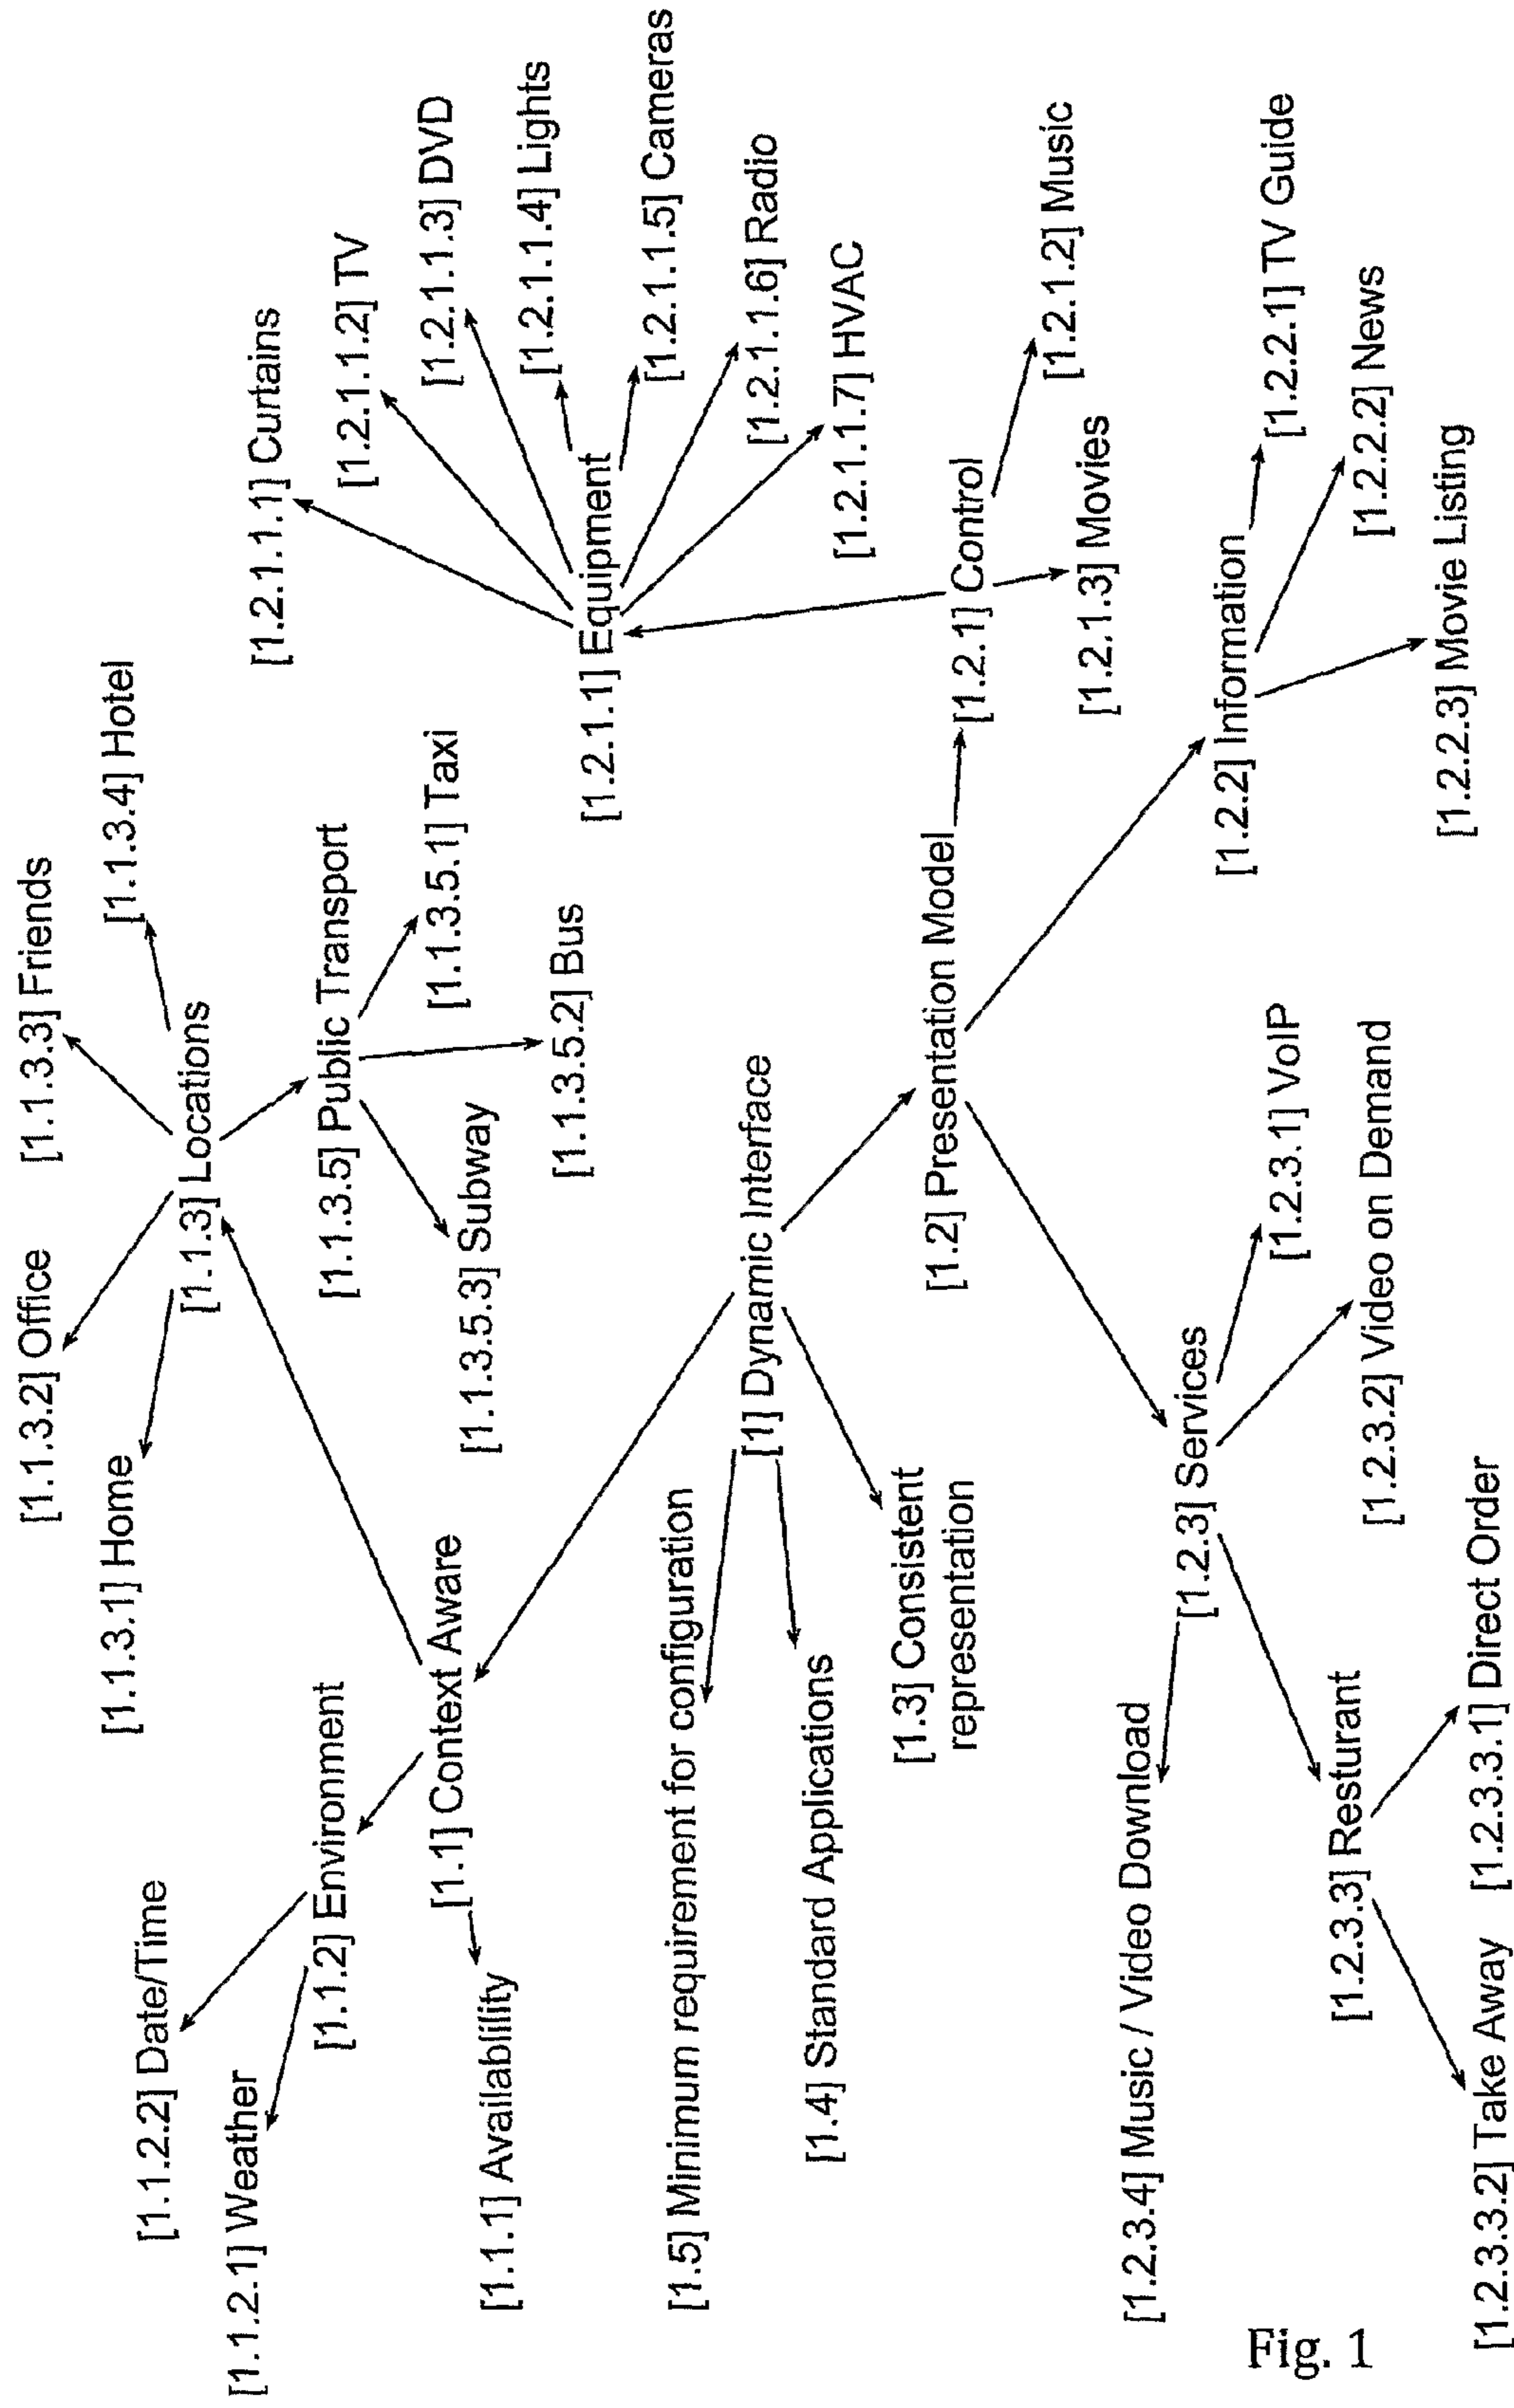 [1.1.3.2] Office
[1.1.3.3] Friends
[1.1.3.1] Home
[1.1.3.4] Hotel
[1.1.2.2] Date/Time
[1.1.3] Locations
[1.1.2.1] Weather
[1.2.1.1.1] Curtains
[1.1.2] Environment
[1.1.3.5] Public Transport
[1.2.1.1.2] TV
[1.1] Context Aware
[1.1.3.5.1] Taxi
[1.2.1.1.3] DVD
[1.1.1] Availability
[1.1.3.5.3] Subway
[1.2.1.1.4] Lights
[1.1.3.5.2] Bus
[1.2.1.1] Equipment
[1.2.1.1.5] Cameras
[1.5] Minimum requirement for configuration
[1] Dynamic Interface
[1.2.1.1.6] Radio
[1.4] Standard Applications
[1.2.1.1.7] HVAC
[1.3] Consistent
representation
[1.2] Presentation Model
[1.2.1] Control
[1.2.1.2] Music
[1.2.1.3] Movies
[1.2.3.4] Music / Video Download
[1.2.3] Services
[1.2.2] Information
[1.2.3.1] VoIP
[1.2.2.1] TV Guide
[1.2.3.3] Resturant
[1.2.3.2] Video on Demand
[1.2.2.2] News
[1.2.2.3] Movie Listing
[1.2.3.3.2] Take Away
[1.2.3.3.1] Direct Order
Fig. 1